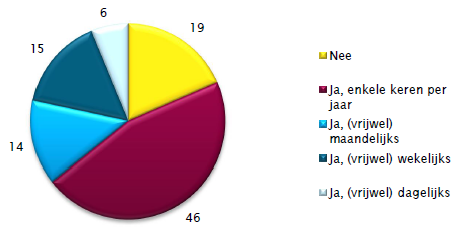 6
19
15
14
46
Nee
Ja, enkele keren per
jaar
Ja, (vrijwel)
maandelijks
Ja, (vrijwel) wekelijks
Ja, (vrijwel) dagelijks